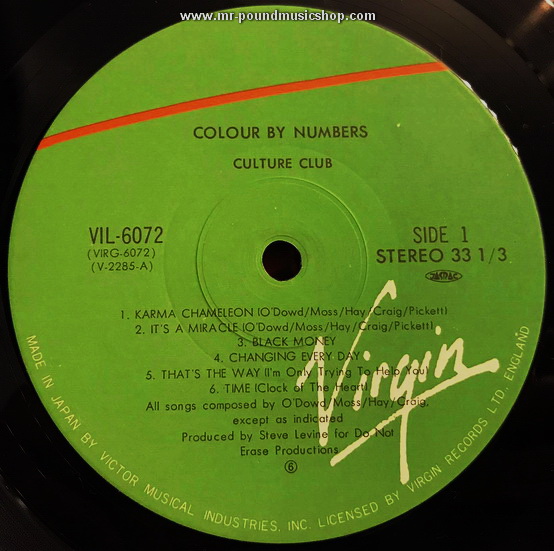 www.mr-poundmusicshop.com
COLOUR BY NUMBERS
CULTURE CLUB
VIL-6072
(VIRG-6072)
(V-2285-A)
SIDE 1
STEREO 33 1/3
JASRAC
1. KARMA CHAMELEON (O'Dowd/Moss/Hay/Craig/Pickett)
2. IT'S A MIRACLE (O'Dowd/Moss/Hay/Craig/Pickett)
3. BLACK MONEY
4. CHANGING EVERY DAY
5. THAT'S THE WAY (I'm Only Trying To Help You)
6. TIME (Clock of The Heart)
All songs composed by O'Dowd/Moss/Hay/Craig,
except as indicated
Produced by Steve Levine for Do Not
Erase Productions
6
Virgin
MADE IN JAPAN BY VICTOR MUSICAL INDUSTRIES, INC. LICENSED BY VIRGIN RECORDS LTD., ENGLAND